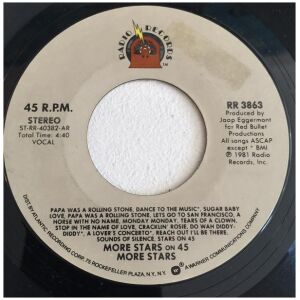 RADIO RECORDS
TM
45 R.P.M.
STEREO
ST-RR-40382-AR
Total Time: 4:40
VOCAL
RR 3863
Produced by
Jaap Eggermont
for Red Bullet
Productions
All songs ASCAP
except * BMI
℗ 1981 Radio
Records, Inc.
PAPA WAS A ROLLING STONE, DANCE TO THE MUSIC*, SUGAR BABY
LOVE, PAPA WAS A ROLLING STONE, LETS GO TO SAN FRANCISCO, A
HORSE WITH NO NAME, MONDAY MONDAY, TEARS OF A CLOWN,
STOP IN THE NAME OF LOVE, CRACKLIN' ROSIE, DO WAH DIDDY-
DIDDY*, A LOVER'S CONCERTO*, REACH OUT I'LL BE THERE,
SOUNDS OF SILENCE, STARS ON 45
MORE STARS ON 45
MORE STARS
DIST. BY ATLANTIC RECORDING CORP. 75 ROCKEFELLER PLAZA, N.Y. N.Y. A WARNER COMMUNICATIONS COMPANY